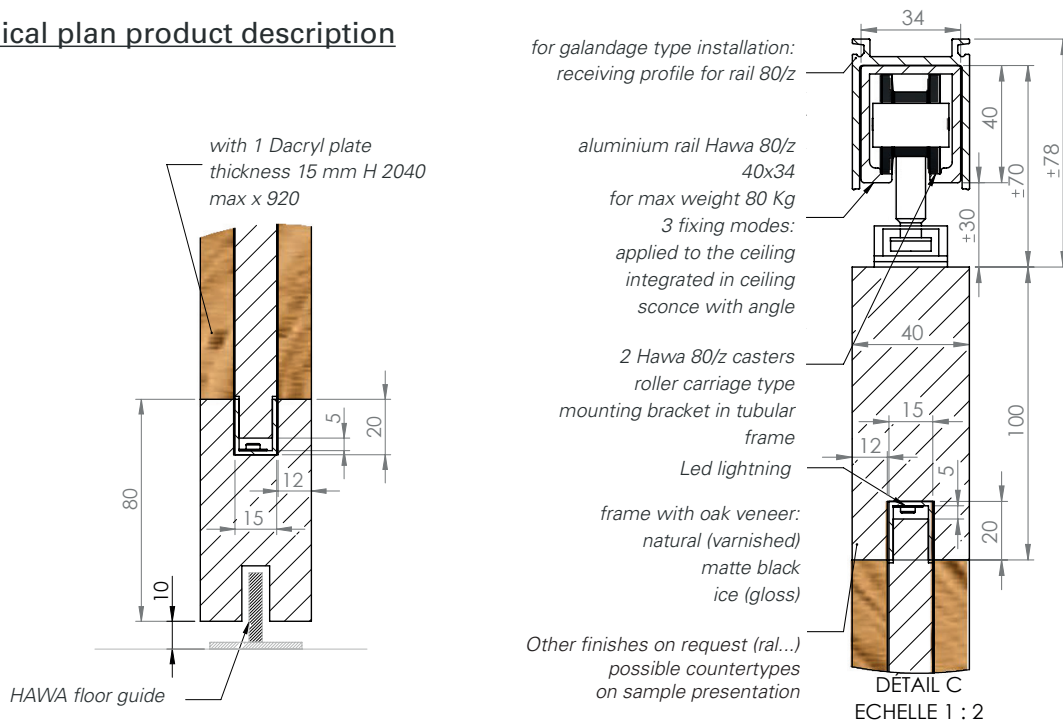 ical plan product description
with 1 Dacryl plate
thickness 15 mm H 2040
max x 920
5
20
12
15
80
10
HAWA floor guide
for galandage type installation:
receiving profile for rail 80/z
aluminium rail Hawa 80/z
40x34
for max weight 80 Kg
3 fixing modes:
applied to the ceiling
integrated in ceiling
sconce with angle
2 Hawa 80/z casters
roller carriage type
mounting bracket in tubular
frame
Led lightning
frame with oak veneer:
natural (varnished)
matte black
ice (gloss)
Other finishes on request (ral...)
possible countertypes
on sample presentation
34
40
±70
±78
±30
40
15
12
5
20
100
DÉTAIL C
ECHELLE 1 : 2